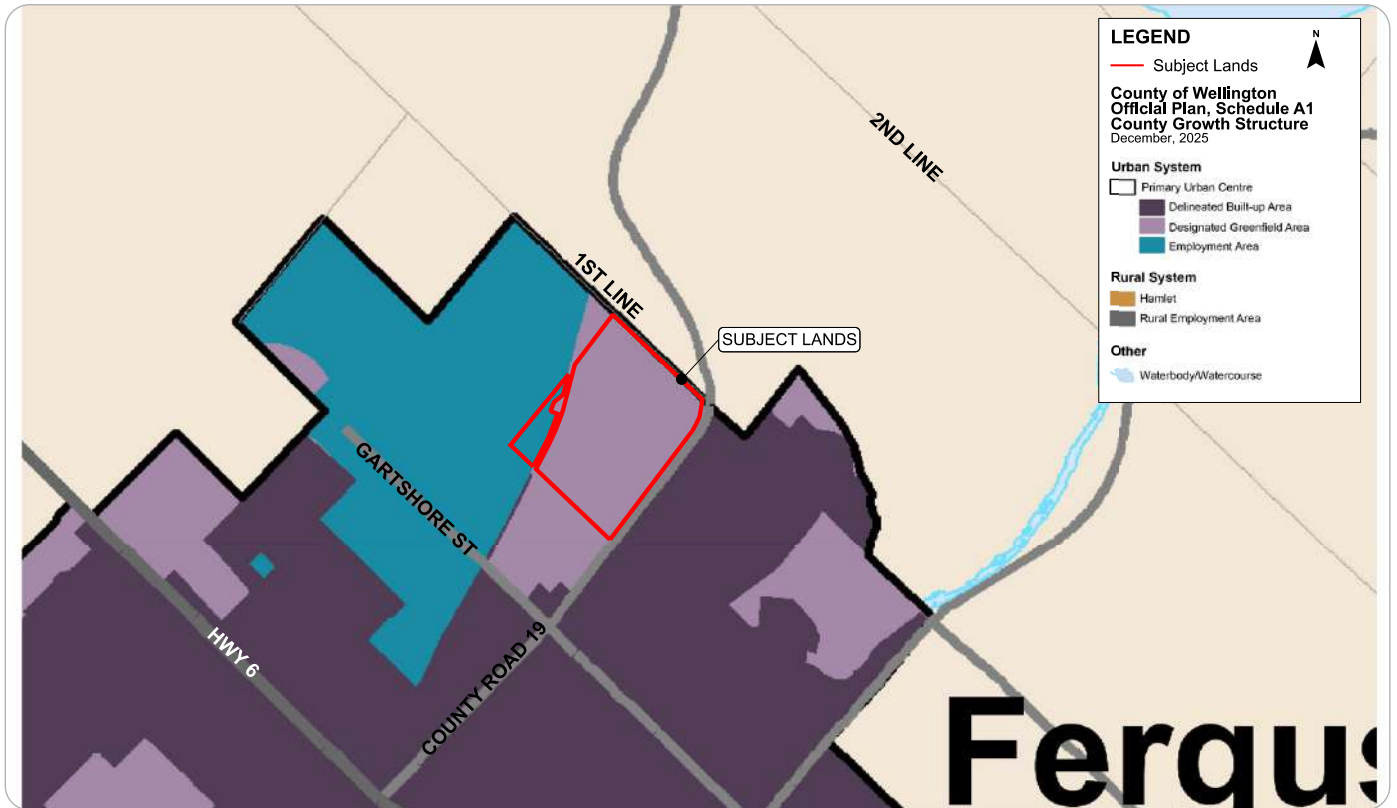 LEGEND
N
Subject Lands
County of Wellington
Official Plan, Schedule A1
County Growth Structure
December, 2025
Urban System
Primary Urban Centre
Delineated Built-up Area
Designated Greenfield Area
Employment Area
Rural System
Hamlet
Rural Employment Area
Other
Waterbody/Watercourse
2ND LINE
1ST LINE
SUBJECT LANDS
GARTSHORE ST
HWY 6
COUNTY ROAD 19
Fergus